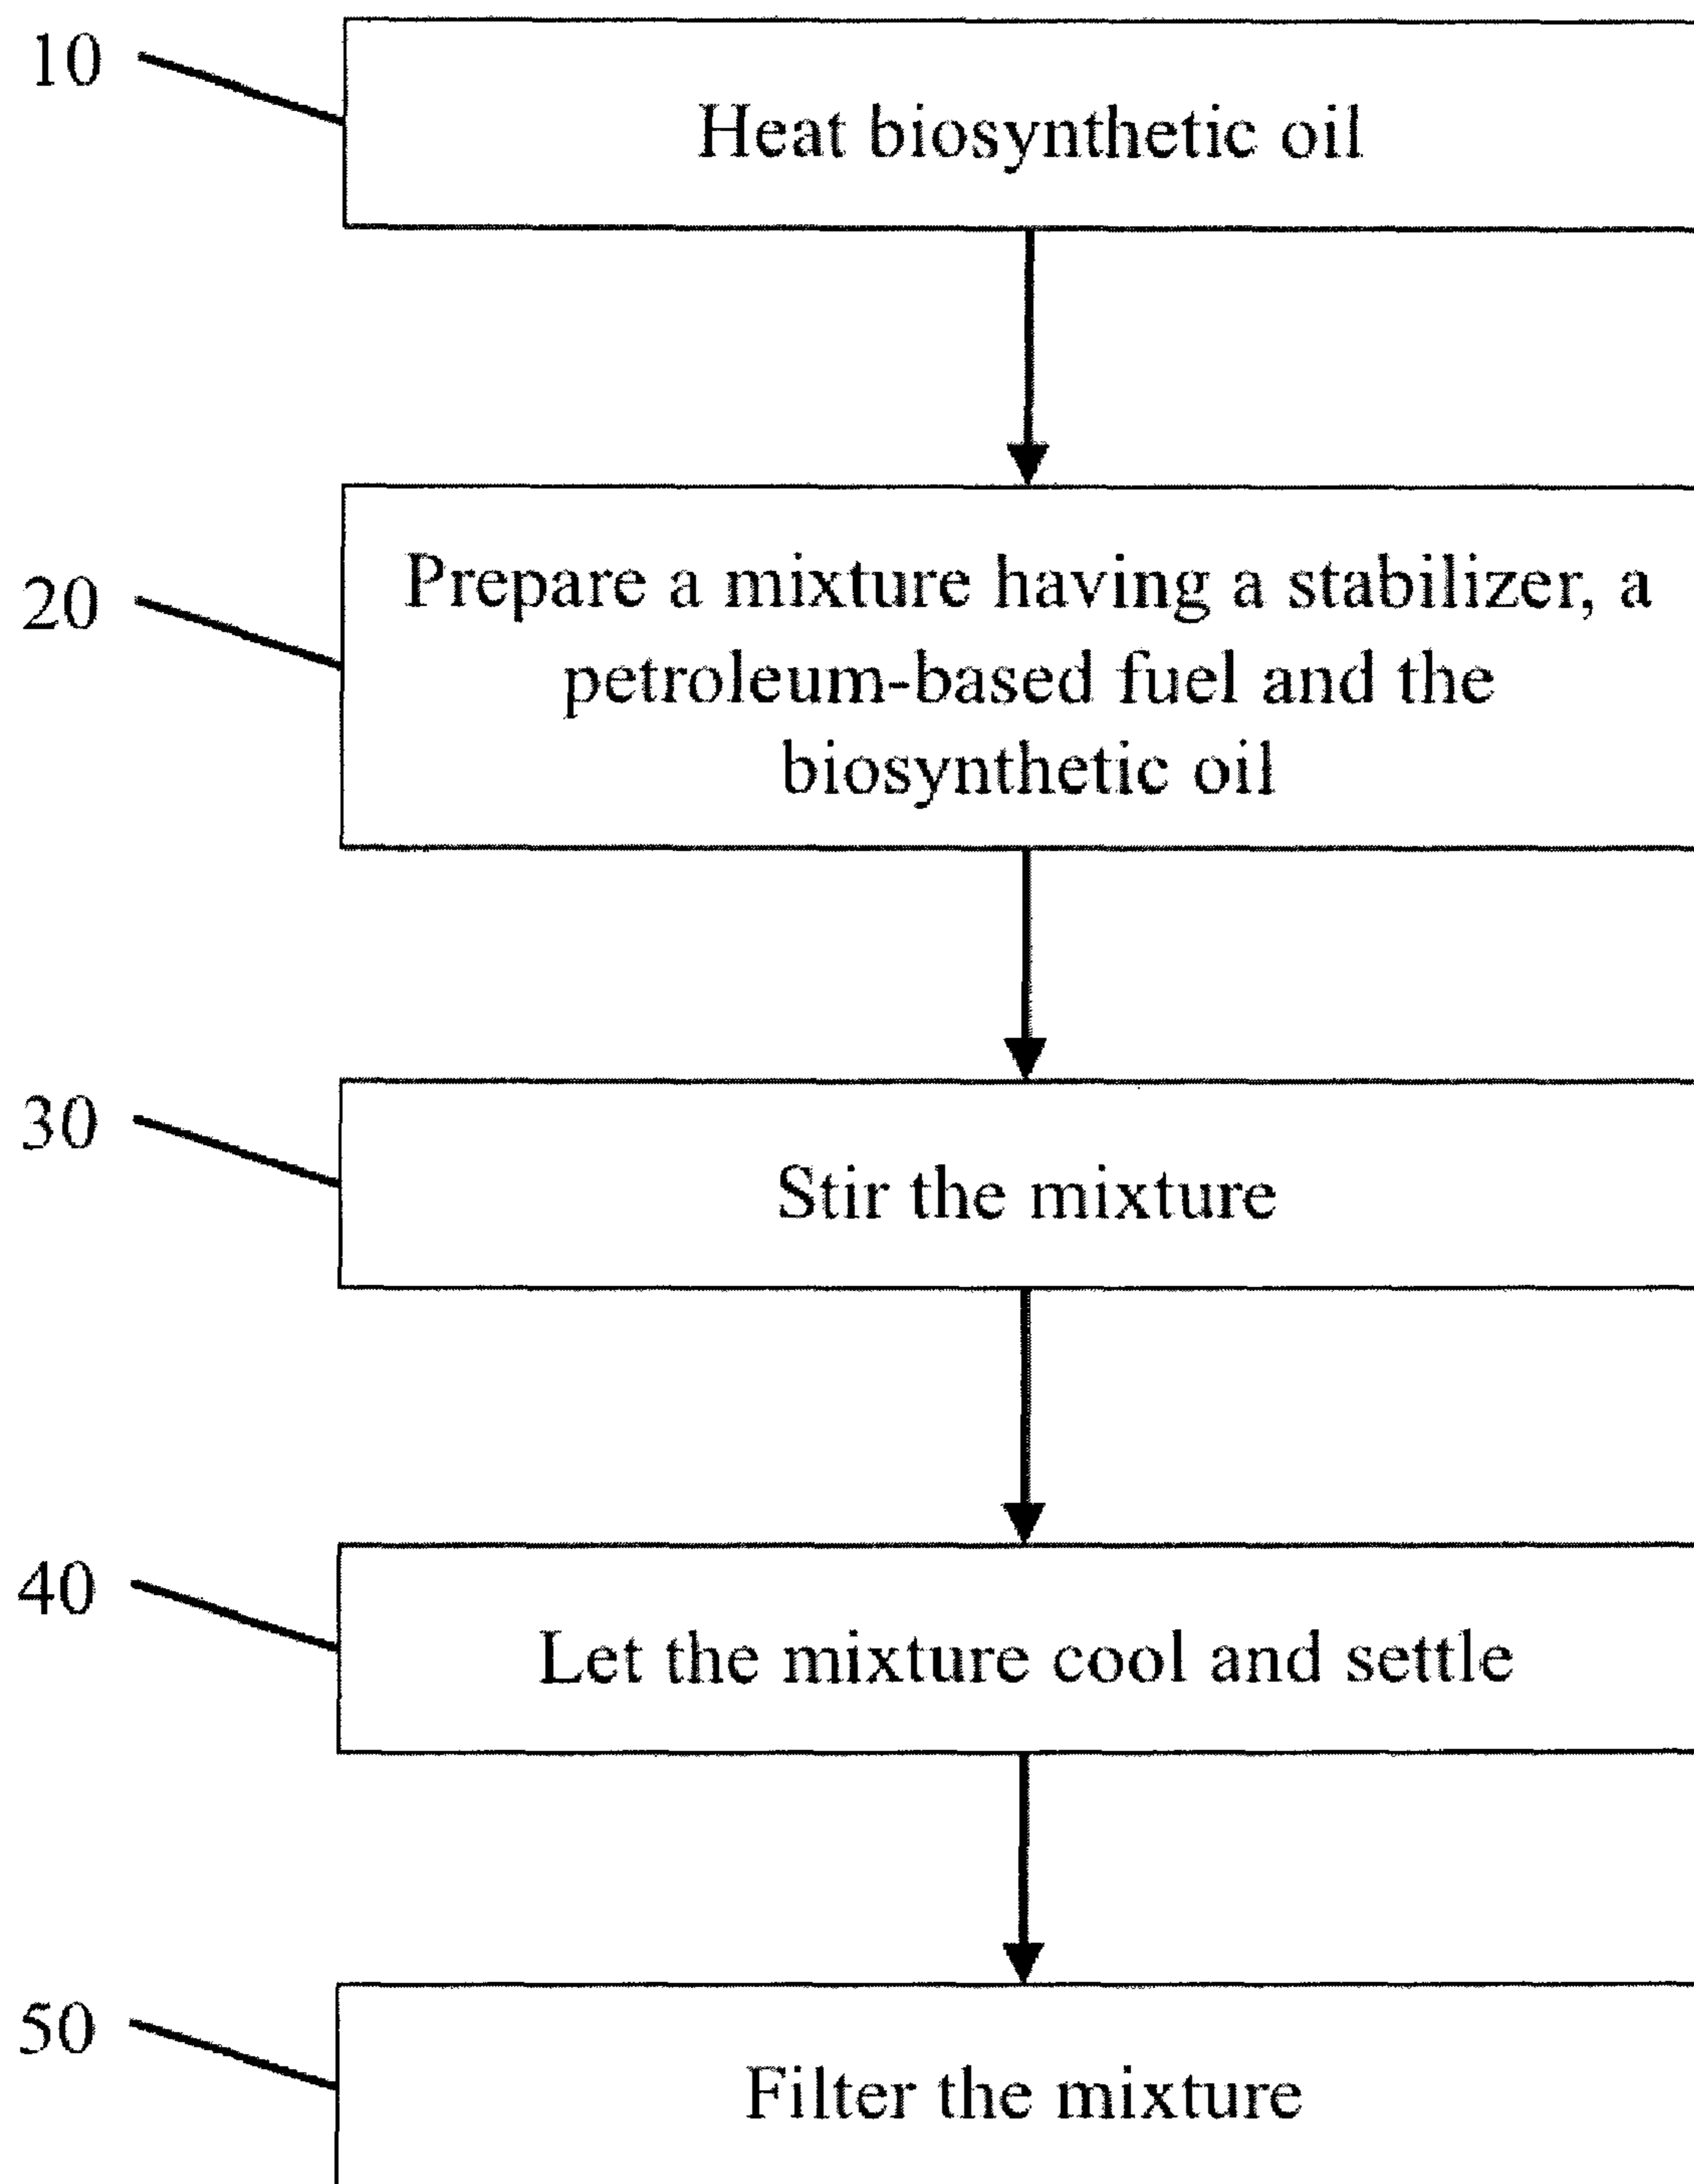 10
Heat biosynthetic oil
20
Prepare a mixture having a stabilizer, a
petroleum-based fuel and the
biosynthetic oil
30
Stir the mixture
40
Let the mixture cool and settle
50
Filter the mixture